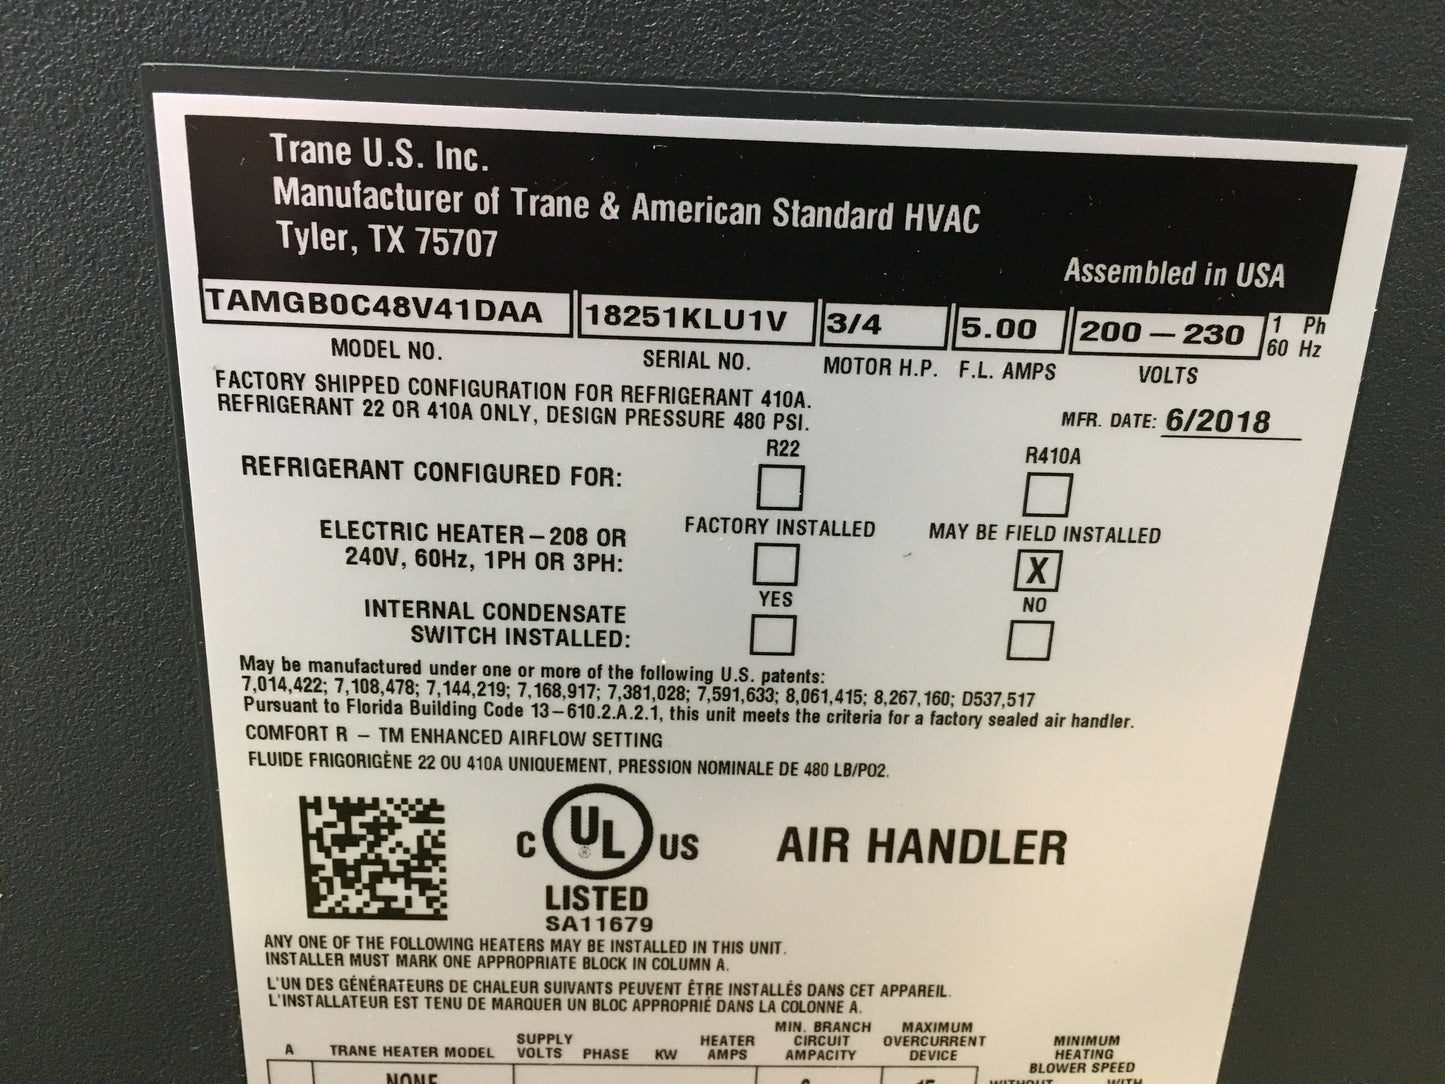 Trane U.S. Inc.
Manufacturer of Trane & American Standard HVAC
Tyler, TX 75707
Assembled in USA
TAMGB0C48V41DAA 18251KLU1V 3/4 5.00 200 – 230 1 Ph
60 Hz
MODEL NO. SERIAL NO. MOTOR H.P. F.L. AMPS VOLTS
FACTORY SHIPPED CONFIGURATION FOR REFRIGERANT 410A.
REFRIGERANT 22 OR 410A ONLY, DESIGN PRESSURE 480 PSI.
MFR. DATE: 6/2018
R22 R410A
REFRIGERANT CONFIGURED FOR:
FACTORY INSTALLED MAY BE FIELD INSTALLED
ELECTRIC HEATER – 208 OR
240V, 60Hz, 1PH OR 3PH: X
YES NO
INTERNAL CONDENSATE
SWITCH INSTALLED:
May be manufactured under one or more of the following U.S. patents:
7,014,422; 7,108,478; 7,144,219; 7,168,917; 7,381,028; 7,591,633; 8,061,415; 8,267,160; D537,517
Pursuant to Florida Building Code 13–610.2.A.2.1, this unit meets the criteria for a factory sealed air handler.
COMFORT R – TM ENHANCED AIRFLOW SETTING
FLUIDE FRIGORIGÈNE 22 OU 410A UNIQUEMENT, PRESSION NOMINALE DE 480 LB/PO2.
C UL US
LISTED
SA11679
AIR HANDLER
ANY ONE OF THE FOLLOWING HEATERS MAY BE INSTALLED IN THIS UNIT.
INSTALLER MUST MARK ONE APPROPRIATE BLOCK IN COLUMN A.
L'UN DES GÉNÉRATEURS DE CHALEUR SUIVANTS PEUVENT ÊTRE INSTALLÉS DANS CET APPAREIL.
L'INSTALLATEUR EST TENU DE MARQUER UN BLOC APPROPRIÉ DANS LA COLONNE A.
A TRANE HEATER MODEL SUPPLY VOLTS PHASE KW HEATER AMPS MIN. BRANCH CIRCUIT AMPACITY MAXIMUM OVERCURRENT DEVICE MINIMUM HEATING BLOWER SPEED
WITHOUT WITH
NONE